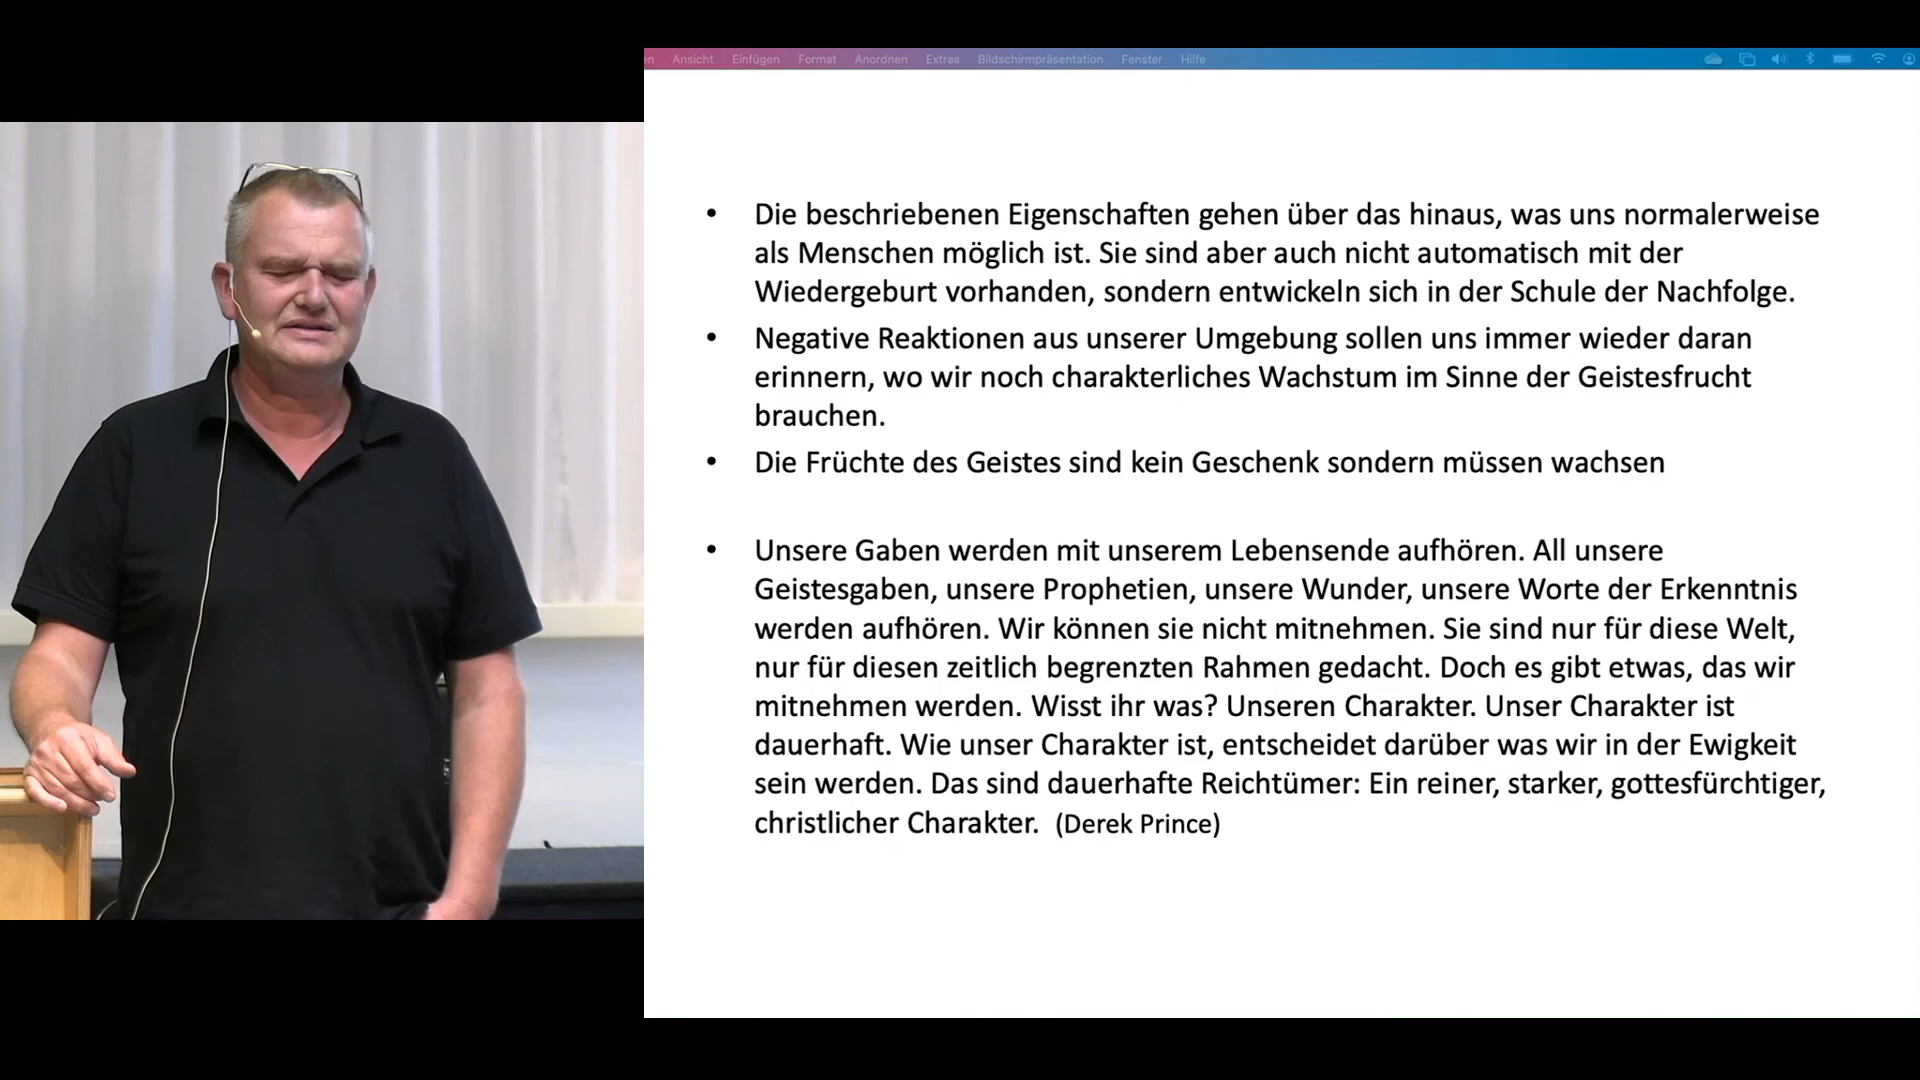 en Ansicht Einfügen Format Anordnen Extras Bildschirmpräsentation Fenster Hilfe
• Die beschriebenen Eigenschaften gehen über das hinaus, was uns normalerweise
als Menschen möglich ist. Sie sind aber auch nicht automatisch mit der
Wiedergeburt vorhanden, sondern entwickeln sich in der Schule der Nachfolge.
• Negative Reaktionen aus unserer Umgebung sollen uns immer wieder daran
erinnern, wo wir noch charakterliches Wachstum im Sinne der Geistesfrucht
brauchen.
• Die Früchte des Geistes sind kein Geschenk sondern müssen wachsen
• Unsere Gaben werden mit unserem Lebensende aufhören. All unsere
Geistesgaben, unsere Prophetien, unsere Wunder, unsere Worte der Erkenntnis
werden aufhören. Wir können sie nicht mitnehmen. Sie sind nur für diese Welt,
nur für diesen zeitlich begrenzten Rahmen gedacht. Doch es gibt etwas, das wir
mitnehmen werden. Wisst ihr was? Unseren Charakter. Unser Charakter ist
dauerhaft. Wie unser Charakter ist, entscheidet darüber was wir in der Ewigkeit
sein werden. Das sind dauerhafte Reichtümer: Ein reiner, starker, gottesfürchtiger,
christlicher Charakter. (Derek Prince)